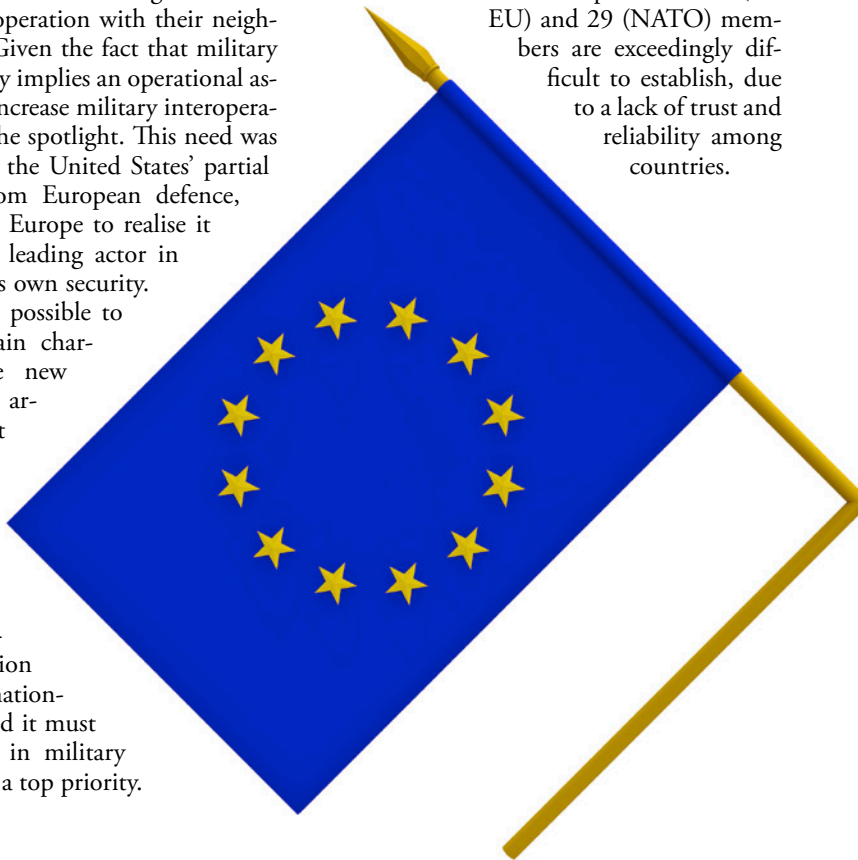 operation with their neigh-
Given the fact that military
y implies an operational as-
ncrease military interopera-
he spotlight. This need was
the United States’ partial
om European defence,
Europe to realise it
leading actor in
s own security.
possible to
ain char-
e new
ar-
t
-
ion
nation-
d it must
in military
a top priority.
EU) and 29 (NATO) mem-
bers are exceedingly dif-
ficult to establish, due
to a lack of trust and
reliability among
countries.